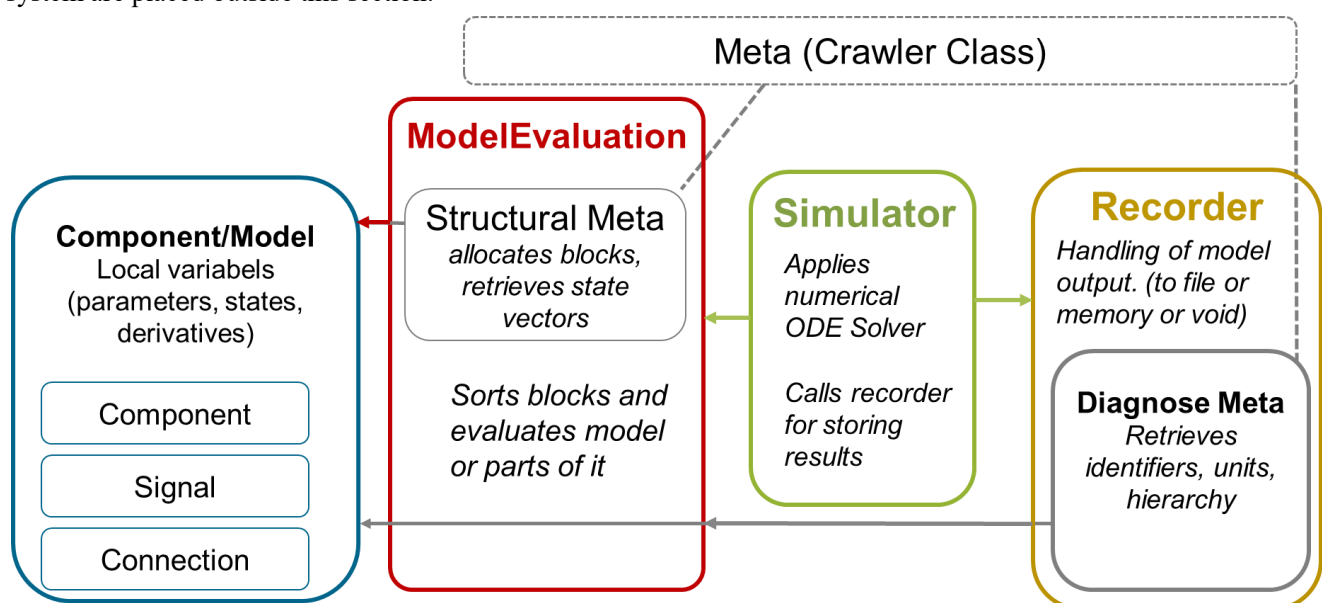 system are placed outside this section.
Meta (Crawler Class)
ModelEvaluation
Structural Meta
allocates blocks,
retrieves state
vectors
Sorts blocks and
evaluates model
or parts of it
Component/Model
Local variabels
(parameters, states,
derivatives)
Component
Signal
Connection
Simulator
Applies
numerical
ODE Solver
Calls recorder
for storing
results
Recorder
Handling of model
output. (to file or
memory or void)
Diagnose Meta
Retrieves
identifiers, units,
hierarchy